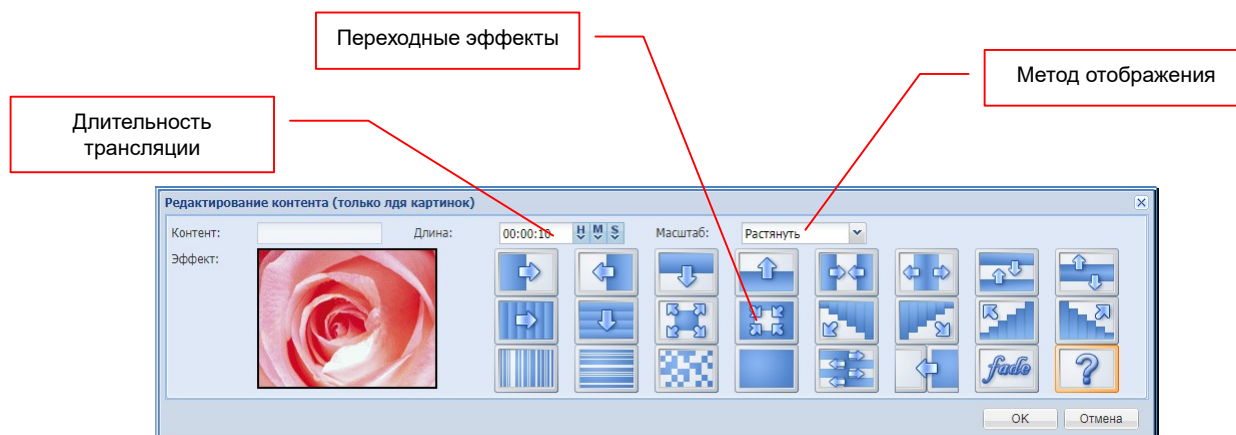 Переходные эффекты
Метод отображения
Длительность
трансляции
Редактирование контента (только лдя картинок)
Контент:
Длина:
00:00:10
H M S
Масштаб:
Растянуть
Эффект:
fade
?
OK
Отмена